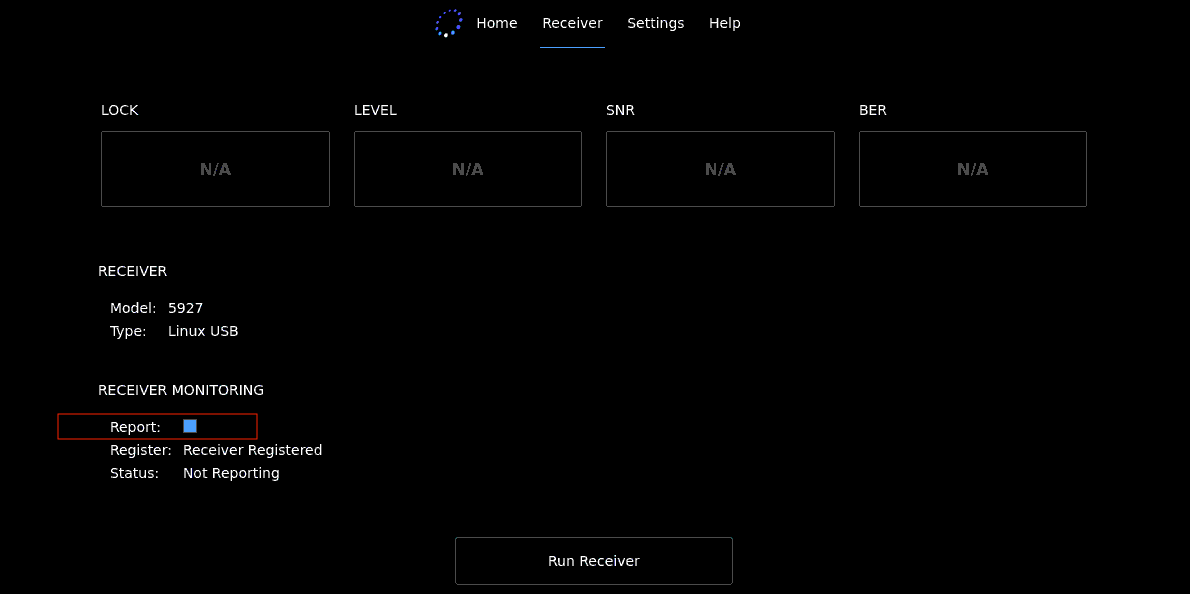 Home Receiver Settings Help
LOCK LEVEL SNR BER
N/A N/A N/A N/A
RECEIVER
Model: 5927
Type: Linux USB
RECEIVER MONITORING
Report:
Register: Receiver Registered
Status: Not Reporting
Run Receiver